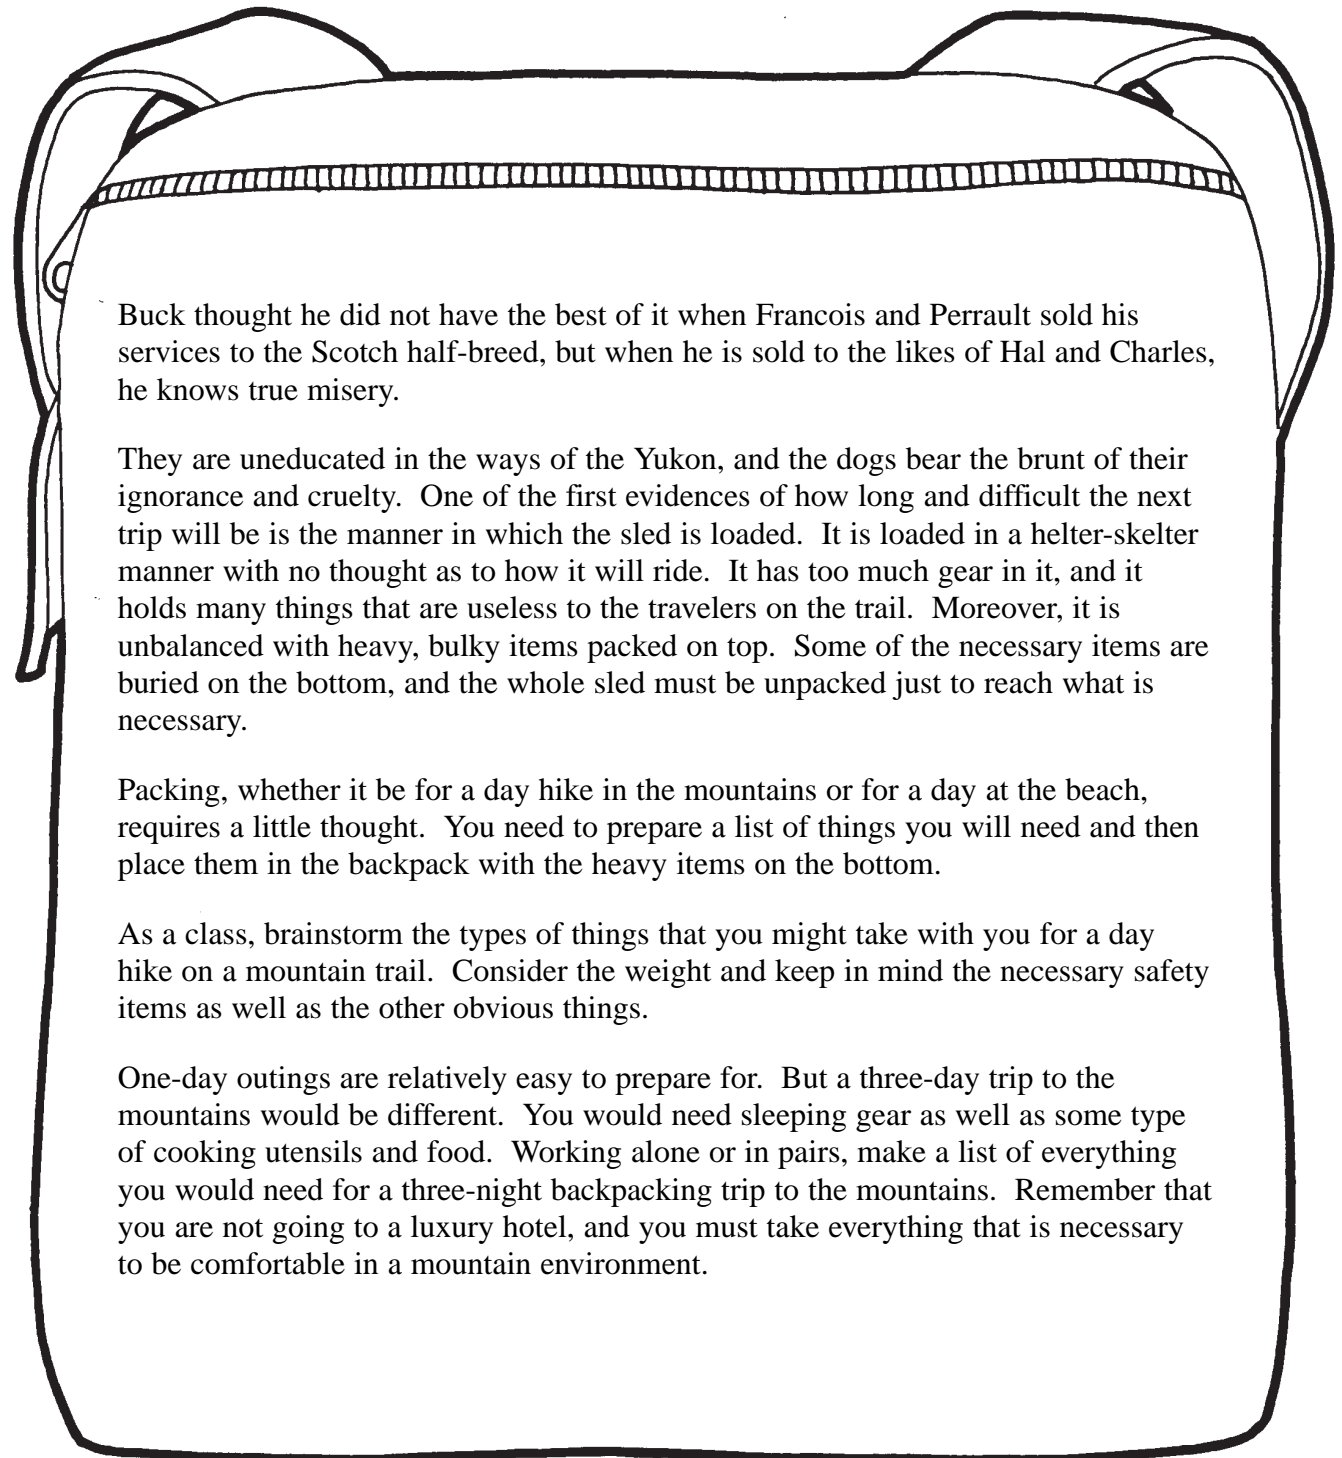 Buck thought he did not have the best of it when Francois and Perrault sold his
services to the Scotch half-breed, but when he is sold to the likes of Hal and Charles,
he knows true misery.
They are uneducated in the ways of the Yukon, and the dogs bear the brunt of their
ignorance and cruelty.  One of the first evidences of how long and difficult the next
trip will be is the manner in which the sled is loaded.  It is loaded in a helter-skelter
manner with no thought as to how it will ride.  It has too much gear in it, and it
holds many things that are useless to the travelers on the trail.  Moreover, it is
unbalanced with heavy, bulky items packed on top.  Some of the necessary items are
buried on the bottom, and the whole sled must be unpacked just to reach what is
necessary.
Packing, whether it be for a day hike in the mountains or for a day at the beach,
requires a little thought.  You need to prepare a list of things you will need and then
place them in the backpack with the heavy items on the bottom.
As a class, brainstorm the types of things that you might take with you for a day
hike on a mountain trail.  Consider the weight and keep in mind the necessary safety
items as well as the other obvious things.
One-day outings are relatively easy to prepare for.  But a three-day trip to the
mountains would be different.  You would need sleeping gear as well as some type
of cooking utensils and food.  Working alone or in pairs, make a list of everything
you would need for a three-night backpacking trip to the mountains.  Remember that
you are not going to a luxury hotel, and you must take everything that is necessary
to be comfortable in a mountain environment.